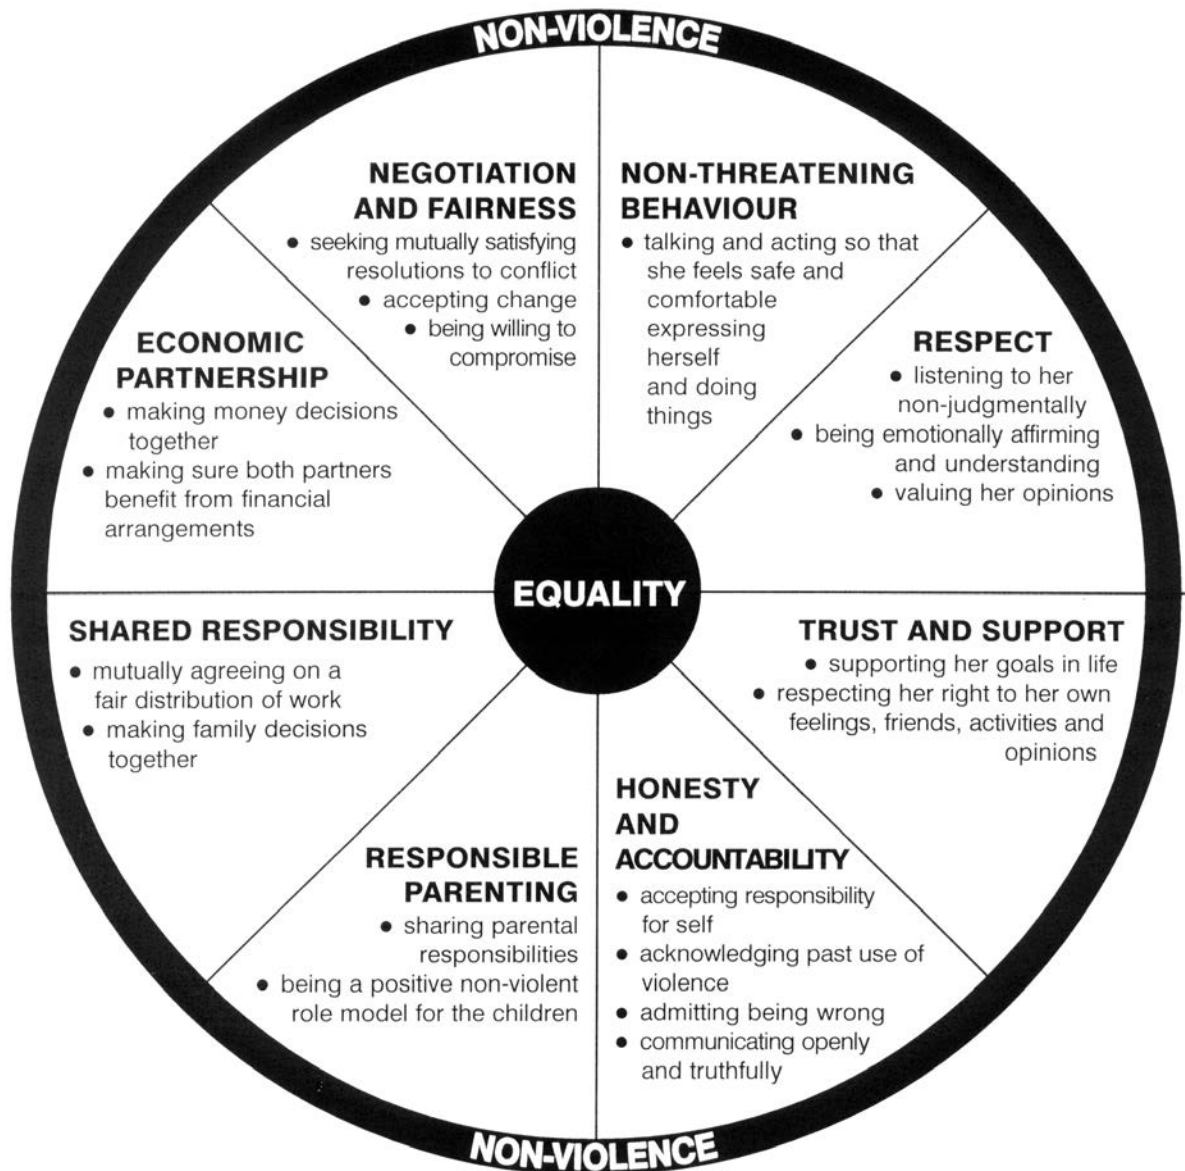 NON-VIOLENCE
NEGOTIATION
AND FAIRNESS
• seeking mutually satisfying
resolutions to conflict
• accepting change
• being willing to
compromise
NON-THREATENING
BEHAVIOUR
• talking and acting so that
she feels safe and
comfortable
expressing
herself
and doing
things
RESPECT
• listening to her
non-judgmentally
• being emotionally affirming
and understanding
• valuing her opinions
ECONOMIC
PARTNERSHIP
• making money decisions
together
• making sure both partners
benefit from financial
arrangements
EQUALITY
SHARED RESPONSIBILITY
• mutually agreeing on a
fair distribution of work
• making family decisions
together
TRUST AND SUPPORT
• supporting her goals in life
• respecting her right to her own
feelings, friends, activities and
opinions
RESPONSIBLE
PARENTING
• sharing parental
responsibilities
• being a positive non-violent
role model for the children
HONESTY
AND
ACCOUNTABILITY
• accepting responsibility
for self
• acknowledging past use of
violence
• admitting being wrong
• communicating openly
and truthfully
NON-VIOLENCE